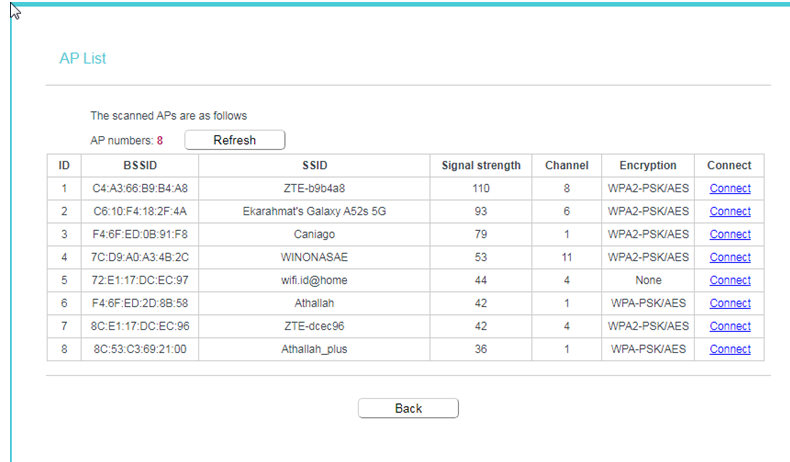 AP List
The scanned APs are as follows
AP numbers: 8 Refresh
ID BSSID SSID Signal strength Channel Encryption Connect
1 C4:A3:66:B9:B4:A8 ZTE-b9b4a8 110 8 WPA2-PSK/AES Connect
2 C6:10:F4:18:2F:4A Ekarahmat's Galaxy A52s 5G 93 6 WPA2-PSK/AES Connect
3 F4:6F:ED:0B:91:F8 Caniago 79 1 WPA2-PSK/AES Connect
4 7C:D9:A0:A3:4B:2C WINONASAE 53 11 WPA2-PSK/AES Connect
5 72:E1:17:DC:EC:97 wifi.id@home 44 4 None Connect
6 F4:6F:ED:2D:8B:58 Athallah 42 1 WPA-PSK/AES Connect
7 8C:E1:17:DC:EC:96 ZTE-dcec96 42 4 WPA2-PSK/AES Connect
8 8C:53:C3:69:21:00 Athallah_plus 36 1 WPA-PSK/AES Connect
Back